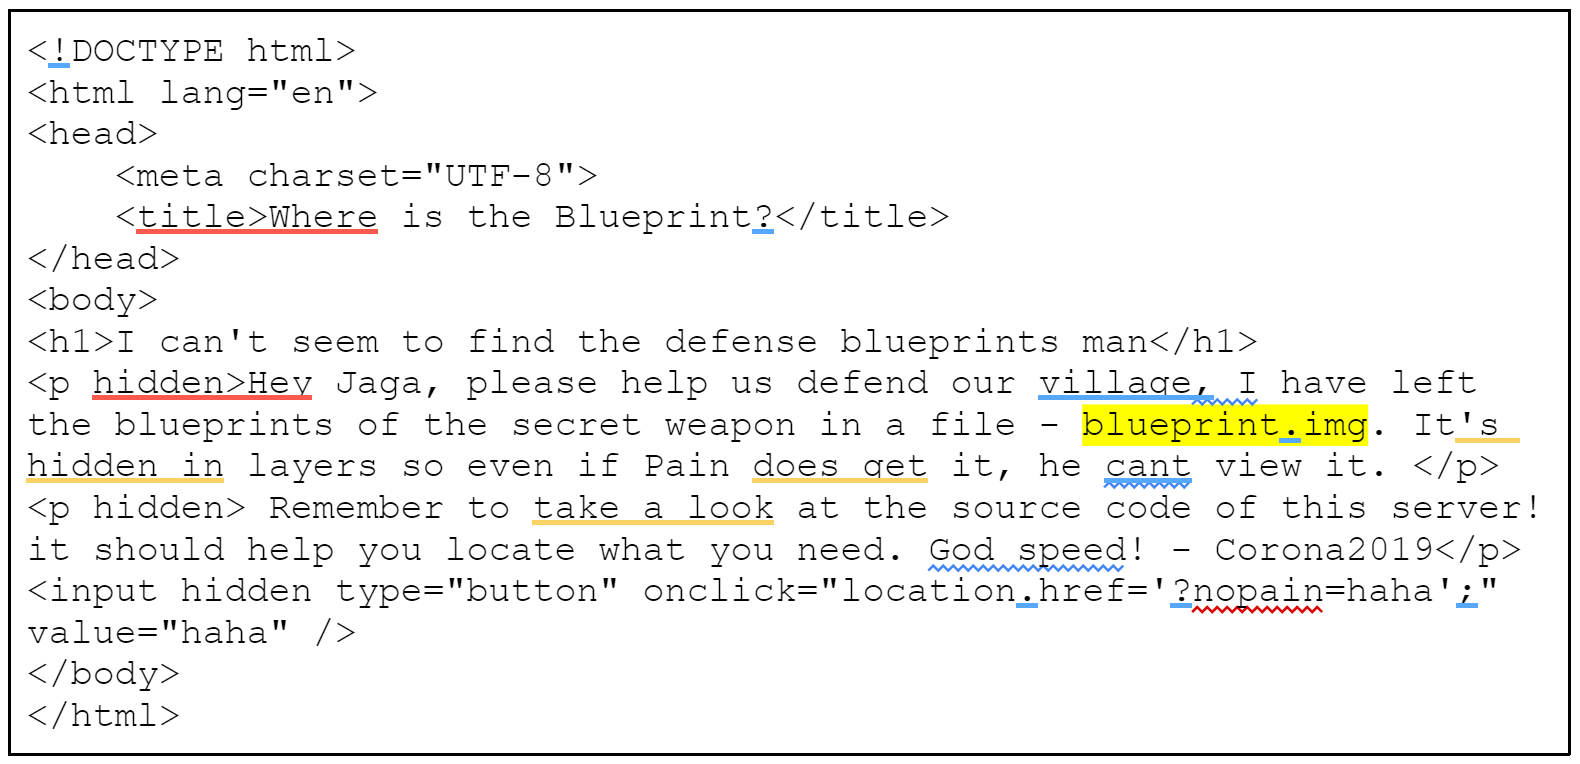 <!DOCTYPE html>
<html lang="en">
<head>
    <meta charset="UTF-8">
    <title>Where is the Blueprint?</title>
</head>
<body>
<h1>I can't seem to find the defense blueprints man</h1>
<p hidden>Hey Jaga, please help us defend our village, I have left
the blueprints of the secret weapon in a file - blueprint.img. It's
hidden in layers so even if Pain does get it, he cant view it. </p>
<p hidden> Remember to take a look at the source code of this server!
it should help you locate what you need. God speed! - Corona2019</p>
<input hidden type="button" onclick="location.href='?nopain=haha';"
value="haha" />
</body>
</html>